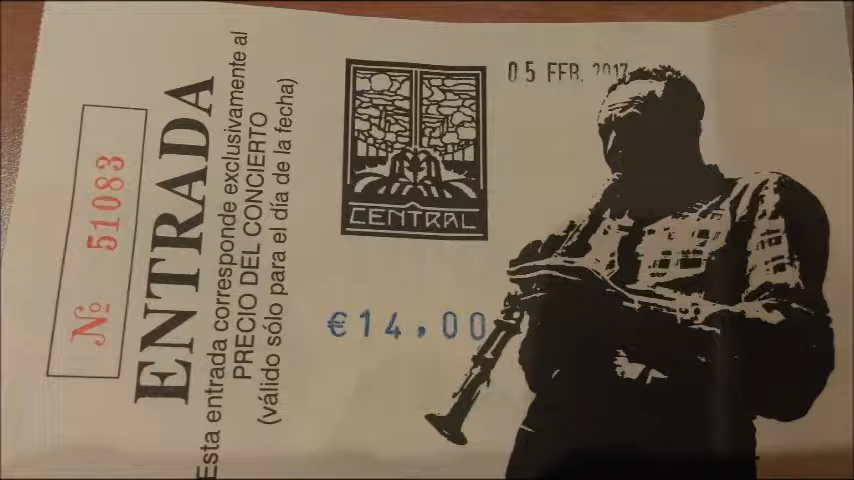 Nº 51083
ENTRADA
Esta entrada corresponde exclusivamente al
PRECIO DEL CONCIERTO
(válido sólo para el día de la fecha)
CENTRAL
05 FEB. 2017
€14,00